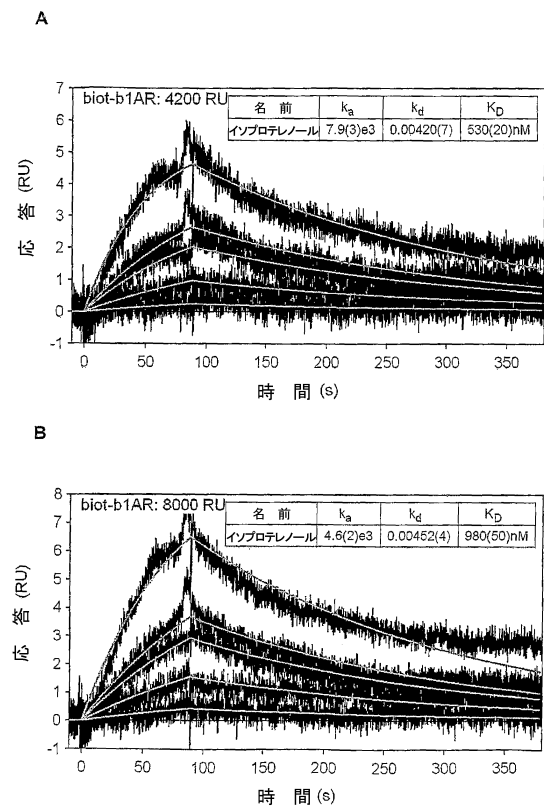 A
biot-b1AR: 4200 RU
名 前 ka kd KD
イソプロテレノール 7.9(3)e3 0.00420(7) 530(20)nM
7
6
5
4
3
2
1
0
-1
応 答 (RU)
0 50 100 150 200 250 300 350
時 間 (s)
B
biot-b1AR: 8000 RU
名 前 ka kd KD
イソプロテレノール 4.6(2)e3 0.00452(4) 980(50)nM
8
7
6
5
4
3
2
1
0
-1
応 答 (RU)
0 50 100 150 200 250 300 350
時 間 (s)